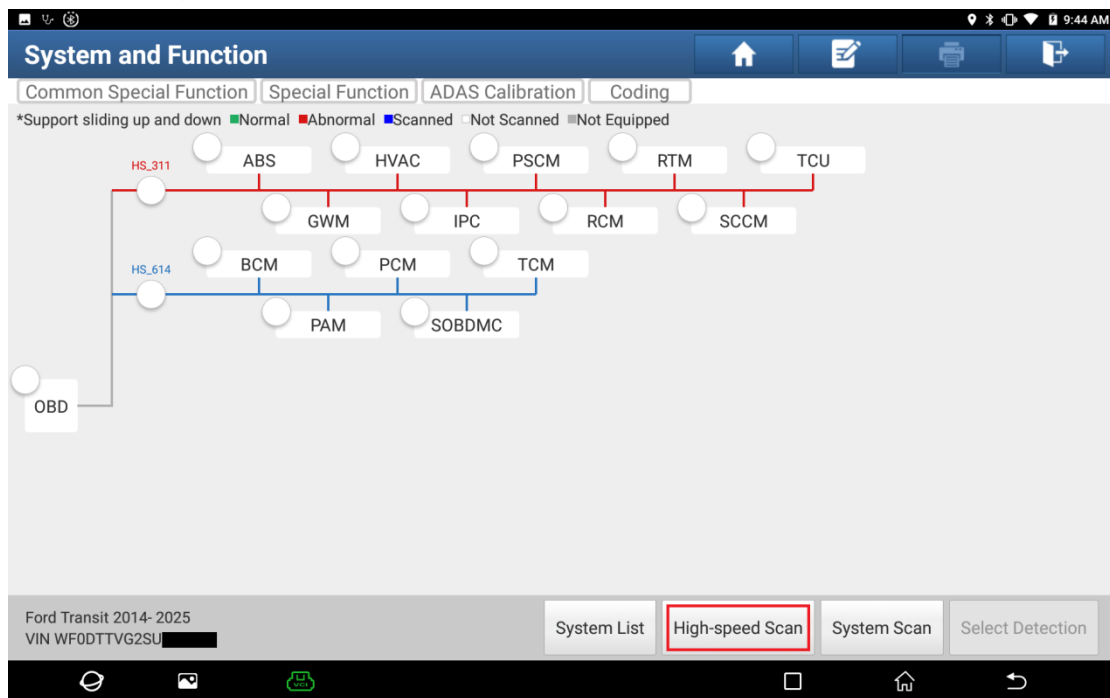 9:44 AM
System and Function
Common Special Function Special Function ADAS Calibration Coding
*Support sliding up and down Normal Abnormal Scanned Not Scanned Not Equipped
HS_311 ABS HVAC PSCM RTM TCU
GWM IPC RCM SCCM
HS_614 BCM PCM TCM
PAM SOBDMC
OBD
Ford Transit 2014- 2025
VIN WF0DTTVG2SU
System List High-speed Scan System Scan Select Detection
VCI